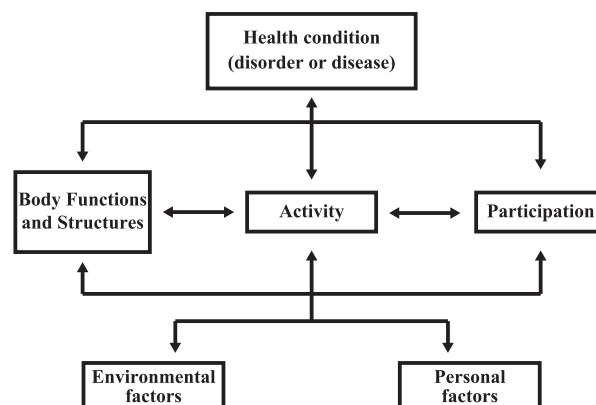 Health condition
(disorder or disease)
Body Functions
and Structures
Activity
Participation
Environmental
factors
Personal
factors